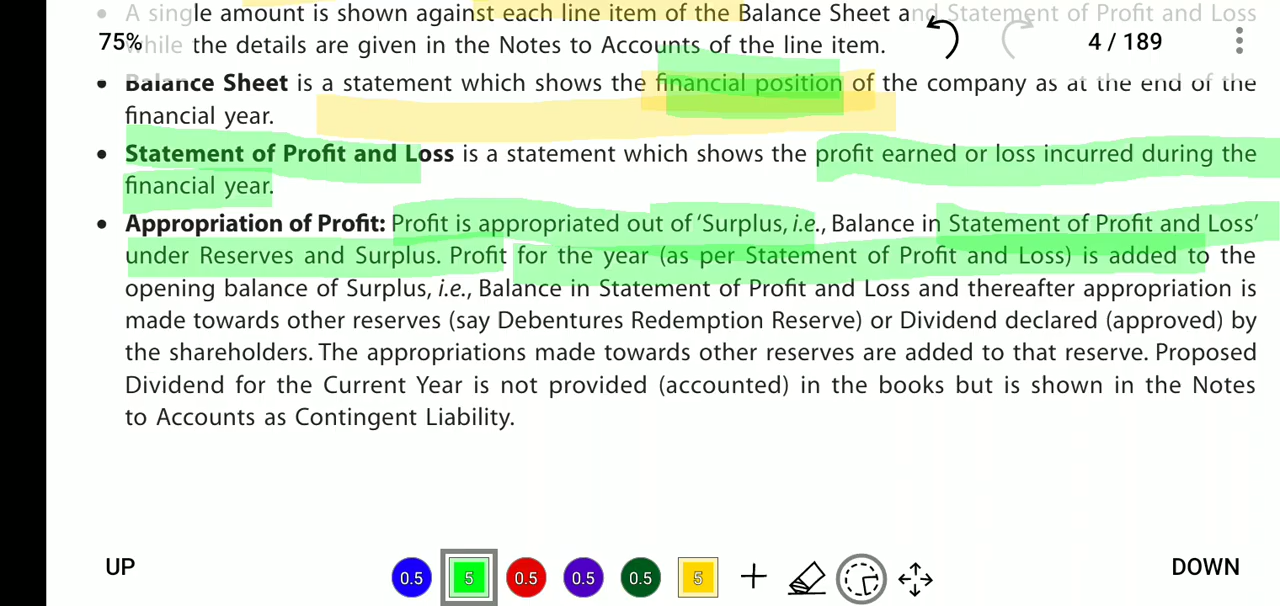 • A single amount is shown against each line item of the Balance Sheet and Statement of Profit and Loss
75%
while the details are given in the Notes to Accounts of the line item.
4 / 189
• Balance Sheet is a statement which shows the financial position of the company as at the end of the
financial year.
• Statement of Profit and Loss is a statement which shows the profit earned or loss incurred during the
financial year.
• Appropriation of Profit: Profit is appropriated out of ‘Surplus, i.e., Balance in Statement of Profit and Loss’
under Reserves and Surplus. Profit for the year (as per Statement of Profit and Loss) is added to the
opening balance of Surplus, i.e., Balance in Statement of Profit and Loss and thereafter appropriation is
made towards other reserves (say Debentures Redemption Reserve) or Dividend declared (approved) by
the shareholders. The appropriations made towards other reserves are added to that reserve. Proposed
Dividend for the Current Year is not provided (accounted) in the books but is shown in the Notes
to Accounts as Contingent Liability.
UP
0.5 5 0.5 0.5 0.5 5
DOWN